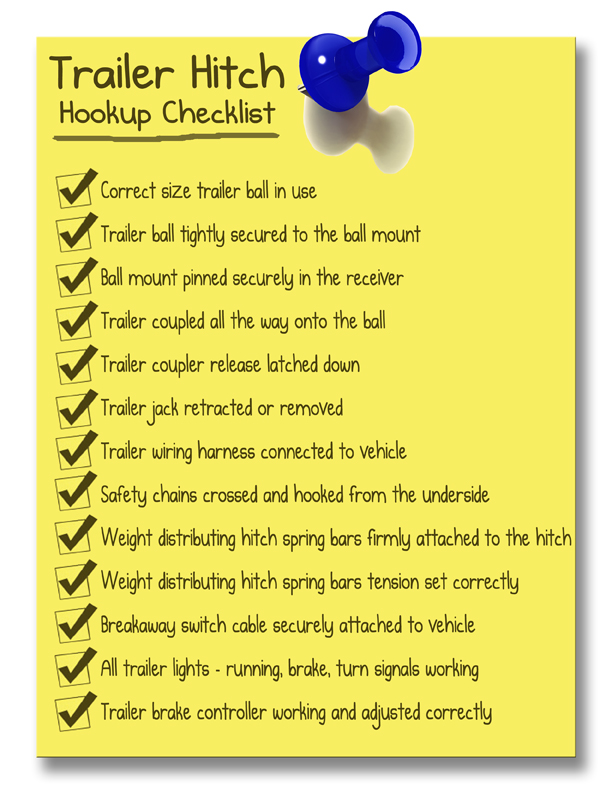 Trailer Hitch
Hookup Checklist
Correct size trailer ball in use
Trailer ball tightly secured to the ball mount
Ball mount pinned securely in the receiver
Trailer coupled all the way onto the ball
Trailer coupler release latched down
Trailer jack retracted or removed
Trailer wiring harness connected to vehicle
Safety chains crossed and hooked from the underside
Weight distributing hitch spring bars firmly attached to the hitch
Weight distributing hitch spring bars tension set correctly
Breakaway switch cable securely attached to vehicle
All trailer lights - running, brake, turn signals working
Trailer brake controller working and adjusted correctly